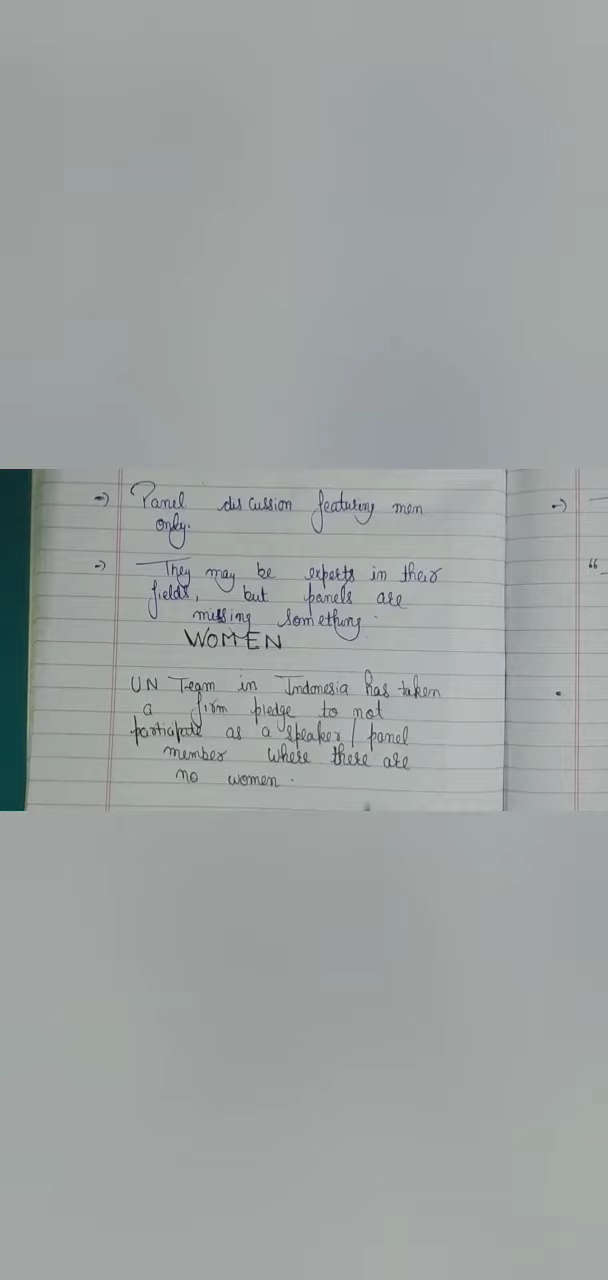 -> Panel discussion featuring men
only.
-> They may be experts in their
fields, but panels are
missing something.
WOMEN
UN Team in Indonesia has taken
a firm pledge to not
participate as a speaker / panel
member where there are
no women.
->
“
•